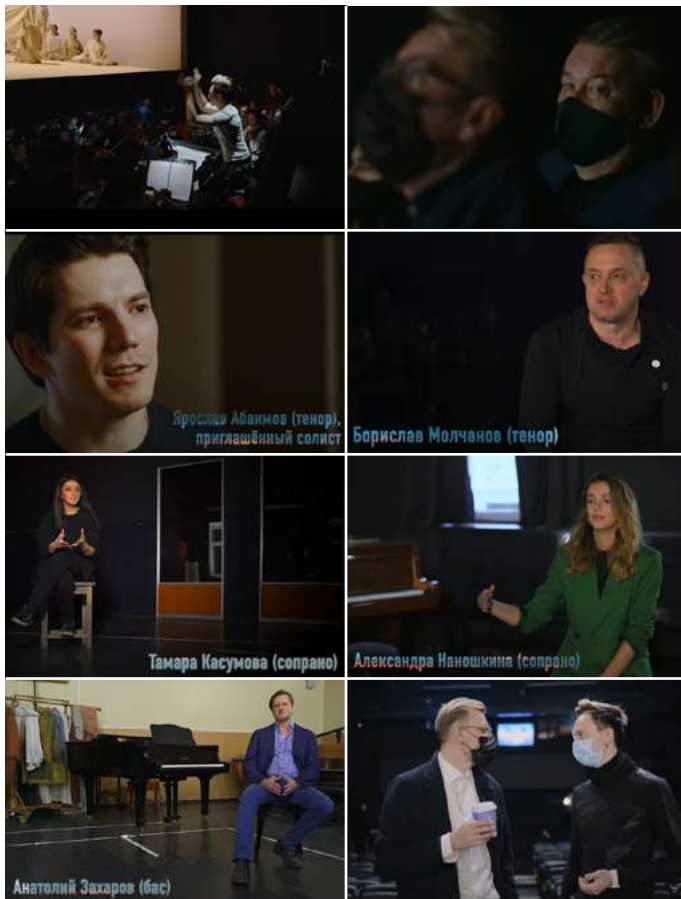 Ярослав Абаимов (тенор),
приглашённый солист
Борислав Молчанов (тенор)
Тамара Касумова (сопрано)
Александра Наношкина (сопрано)
Анатолий Захаров (бас)